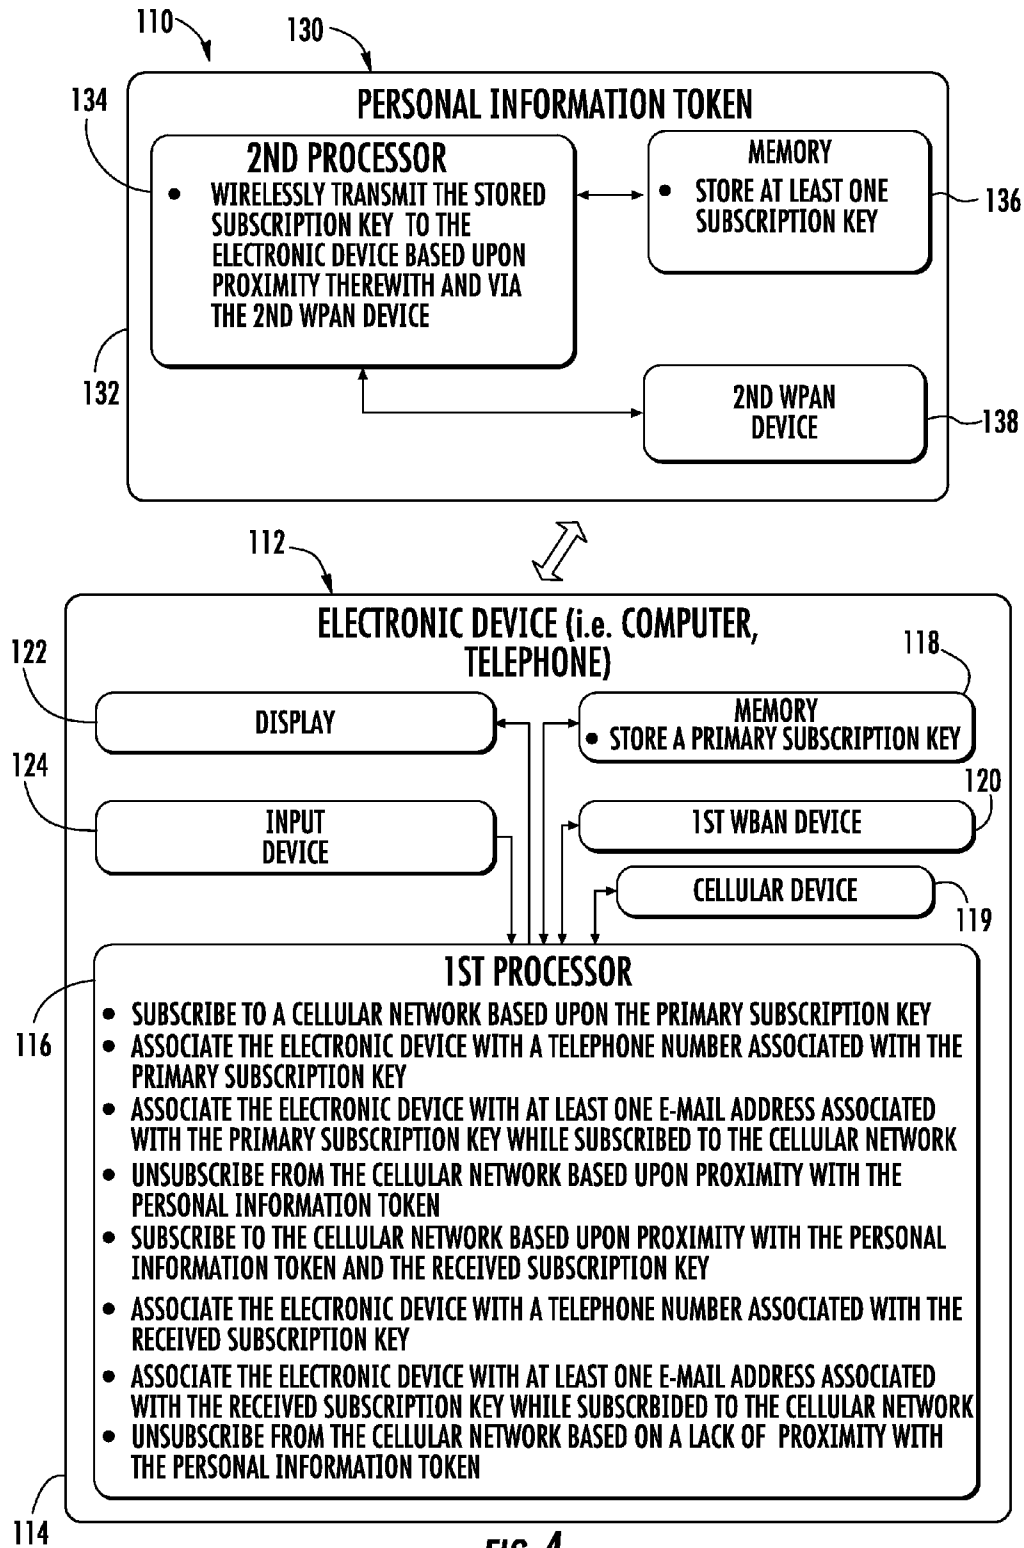 110
130
PERSONAL INFORMATION TOKEN
134
2ND PROCESSOR
• WIRELESSLY TRANSMIT THE STORED
SUBSCRIPTION KEY TO THE
ELECTRONIC DEVICE BASED UPON
PROXIMITY THEREWITH AND VIA
THE 2ND WPAN DEVICE
MEMORY
• STORE AT LEAST ONE
SUBSCRIPTION KEY
136
132
2ND WPAN
DEVICE
138
112
ELECTRONIC DEVICE (i.e. COMPUTER,
TELEPHONE)
122
118
DISPLAY
MEMORY
• STORE A PRIMARY SUBSCRIPTION KEY
124
120
INPUT
DEVICE
1ST WBAN DEVICE
CELLULAR DEVICE
119
1ST PROCESSOR
116
• SUBSCRIBE TO A CELLULAR NETWORK BASED UPON THE PRIMARY SUBSCRIPTION KEY
• ASSOCIATE THE ELECTRONIC DEVICE WITH A TELEPHONE NUMBER ASSOCIATED WITH THE
PRIMARY SUBSCRIPTION KEY
• ASSOCIATE THE ELECTRONIC DEVICE WITH AT LEAST ONE E-MAIL ADDRESS ASSOCIATED
WITH THE PRIMARY SUBSCRIPTION KEY WHILE SUBSCRIBED TO THE CELLULAR NETWORK
• UNSUBSCRIBE FROM THE CELLULAR NETWORK BASED UPON PROXIMITY WITH THE
PERSONAL INFORMATION TOKEN
• SUBSCRIBE TO THE CELLULAR NETWORK BASED UPON PROXIMITY WITH THE PERSONAL
INFORMATION TOKEN AND THE RECEIVED SUBSCRIPTION KEY
• ASSOCIATE THE ELECTRONIC DEVICE WITH A TELEPHONE NUMBER ASSOCIATED WITH THE
RECEIVED SUBSCRIPTION KEY
• ASSOCIATE THE ELECTRONIC DEVICE WITH AT LEAST ONE E-MAIL ADDRESS ASSOCIATED
WITH THE RECEIVED SUBSCRIPTION KEY WHILE SUBSCRBIDED TO THE CELLULAR NETWORK
• UNSUBSCRIBE FROM THE CELLULAR NETWORK BASED ON A LACK OF PROXIMITY WITH
THE PERSONAL INFORMATION TOKEN
114
FIG. 4